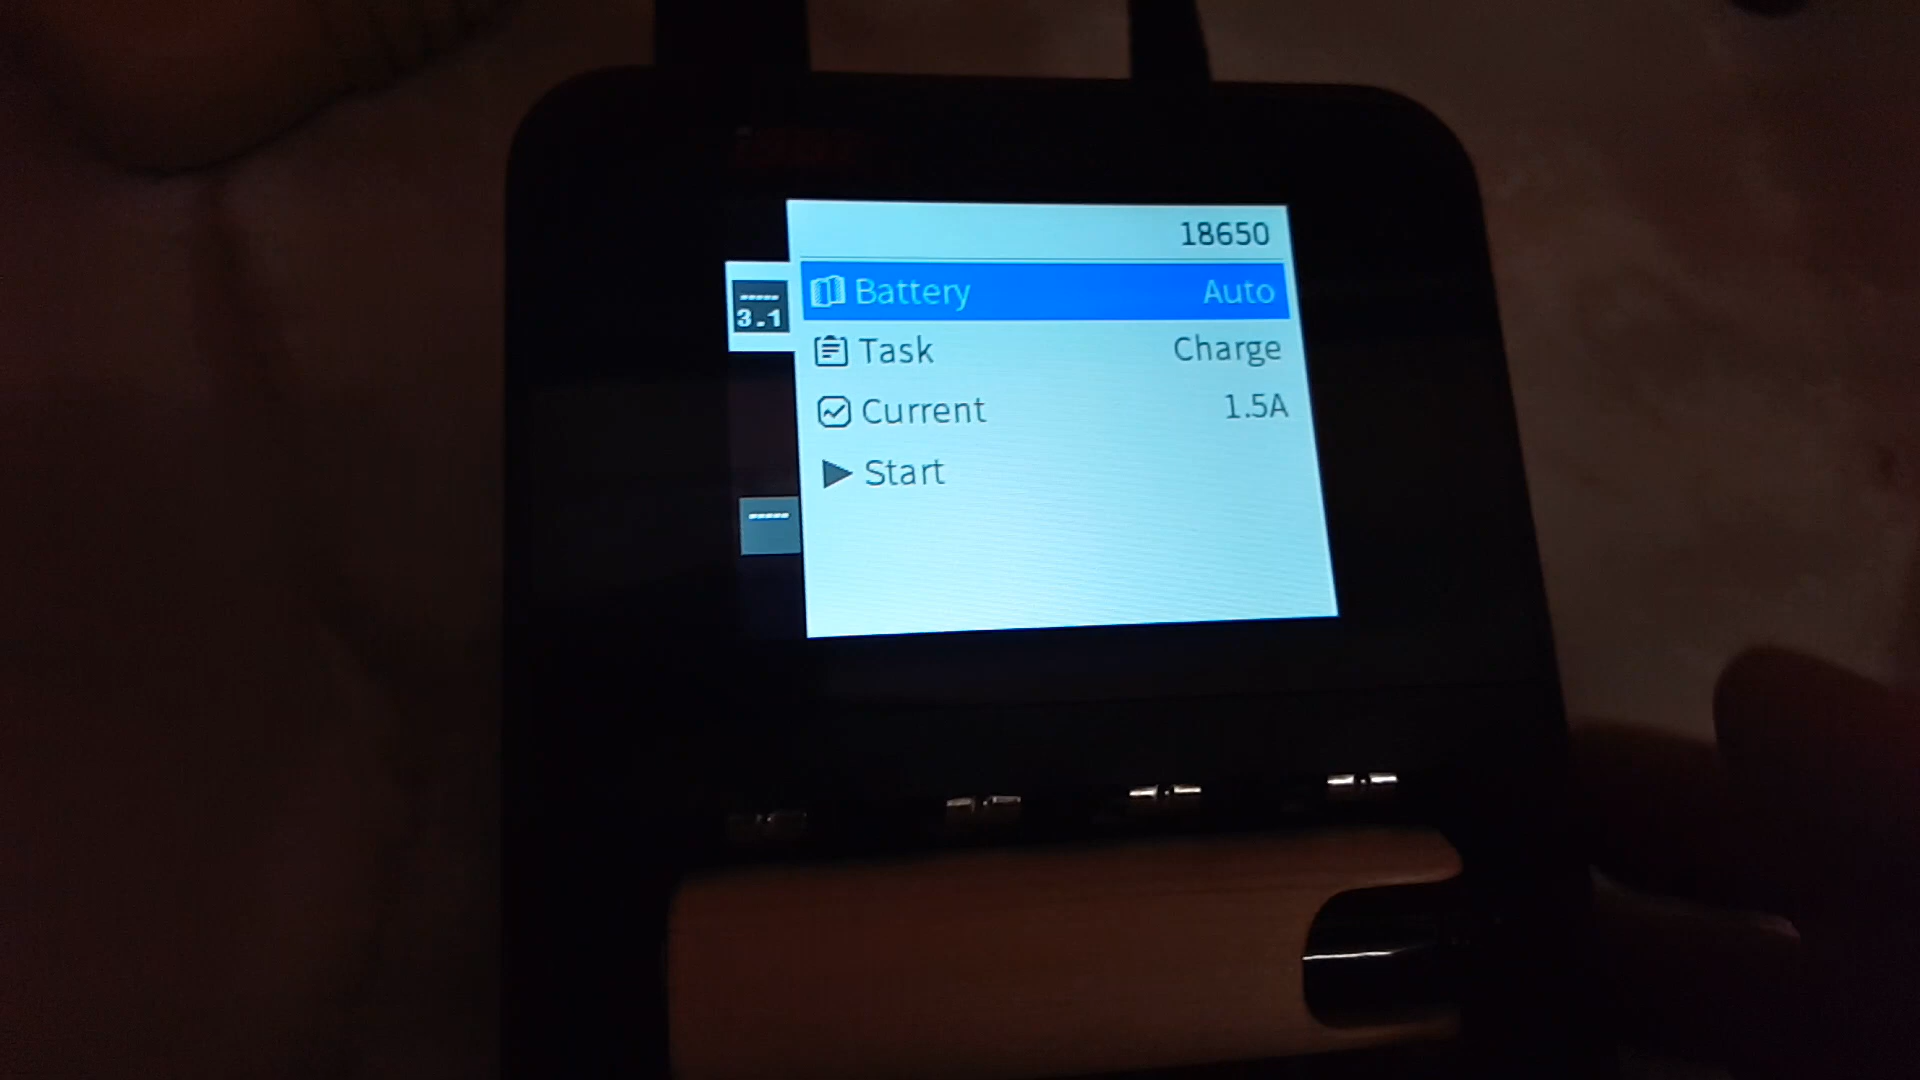 18650
Battery Auto
3.1
Task Charge
Current 1.5A
Start